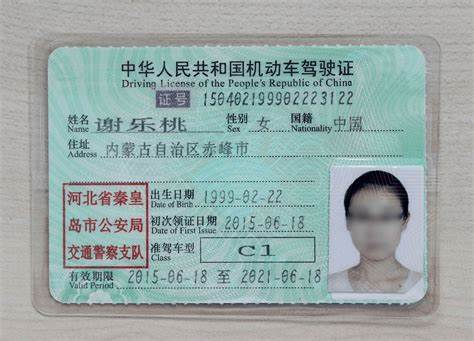 中华人民共和国机动车驾驶证
Driving License of the People's Republic of China
证号 150402199902223122
姓名 Name 谢乐桃 性别 Sex 女 国籍 Nationality 中国
住址 Address 内蒙古自治区赤峰市
河北省秦皇
岛市公安局
交通警察支队
出生日期 Date of Birth 1999-02-22
初次领证日期 Date of First Issue 2015-06-18
准驾车型 Class C1
有效期限 2015-06-18 至 2021-06-18